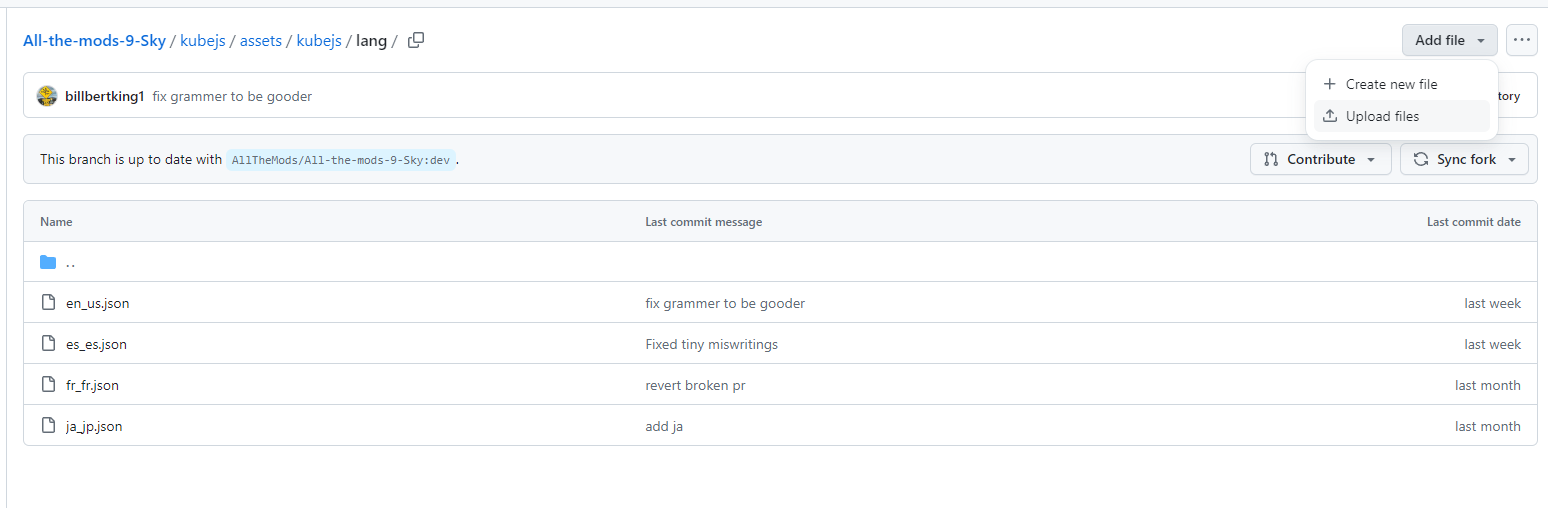 All-the-mods-9-Sky / kubejs / assets / kubejs / lang /
Add file
Create new file
Upload files
billbertking1 fix grammer to be gooder
tory
This branch is up to date with AllTheMods/All-the-mods-9-Sky:dev.
Contribute
Sync fork
Name Last commit message Last commit date
..
en_us.json fix grammer to be gooder last week
es_es.json Fixed tiny miswritings last week
fr_fr.json revert broken pr last month
ja_jp.json add ja last month